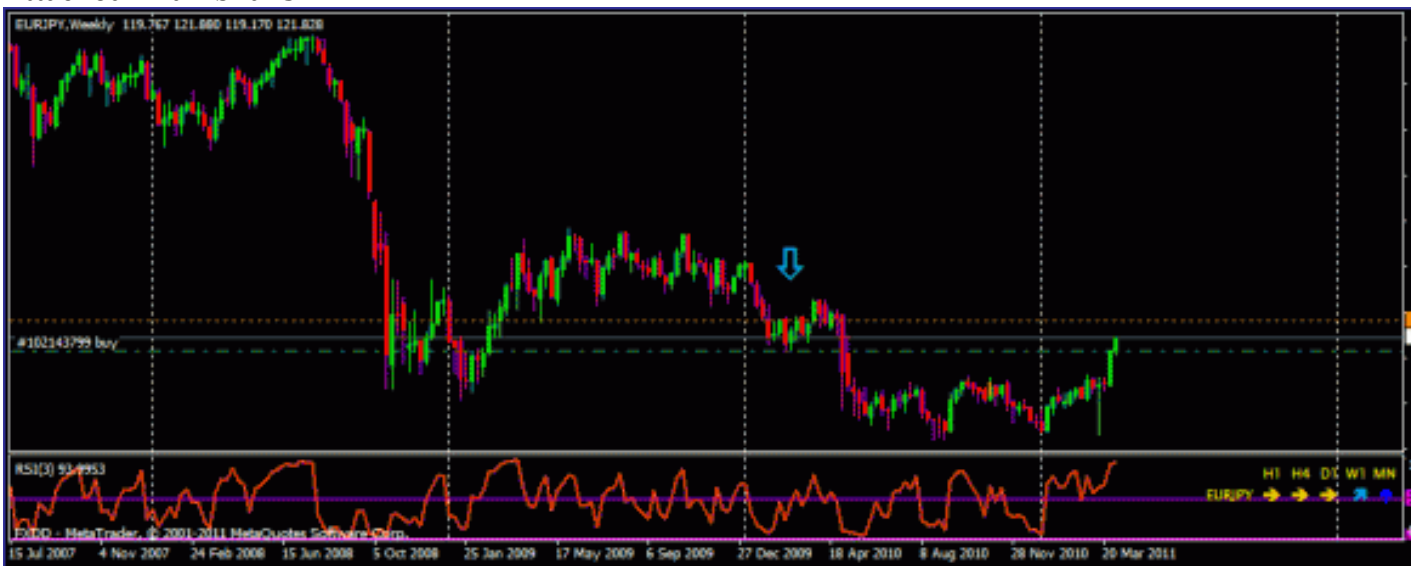 EURJPY,Weekly 119.767 121.880 119.170 121.828
#102143799 buy
RSI(3) 93.9953
H1 H4 D1 W1 MN
EURJPY
FXDD - MetaTrader, © 2001-2011 MetaQuotes Software Corp.
15 Jul 2007 4 Nov 2007 24 Feb 2008 15 Jun 2008 5 Oct 2008 25 Jan 2009 17 May 2009 6 Sep 2009 27 Dec 2009 18 Apr 2010 8 Aug 2010 28 Nov 2010 20 Mar 2011